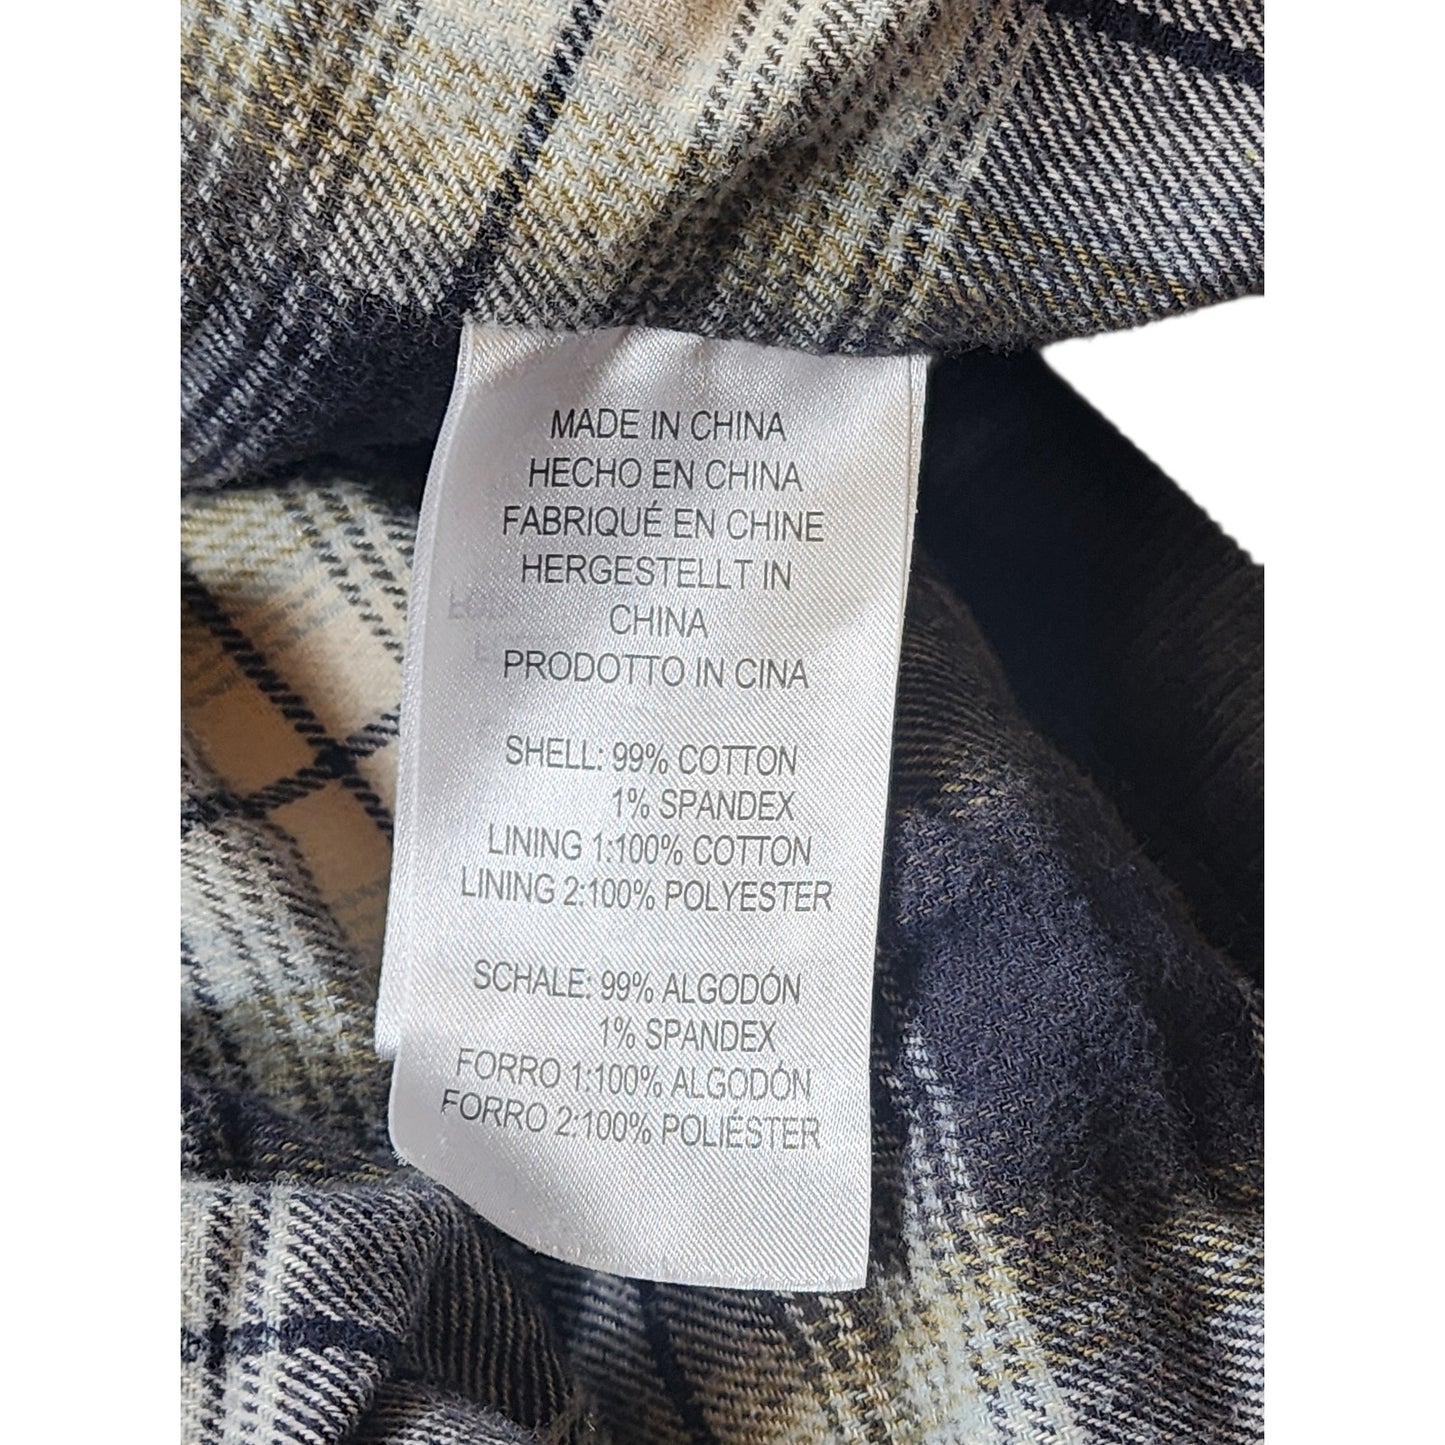 MADE IN CHINA
HECHO EN CHINA
FABRIQUÉ EN CHINE
HERGESTELLT IN
CHINA
PRODOTTO IN CINA
SHELL: 99% COTTON
1% SPANDEX
LINING 1:100% COTTON
LINING 2:100% POLYESTER
SCHALE: 99% ALGODÓN
1% SPANDEX
FORRO 1:100% ALGODÓN
FORRO 2:100% POLIÉSTER